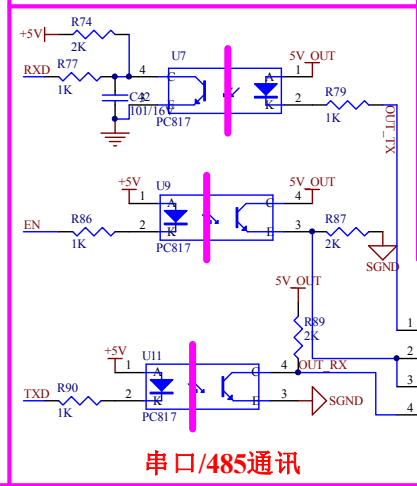 R74
+5V
2K
U7
5V_OUT
RXD
R77
4
C
A
1
1K
C42
3
E
K
2
R79
101/16V
PC817
1K
OUT_TX
+5V
U9
5V_OUT
1
A
C
4
EN
R86
2
K
E
3
R87
1K
PC817
2K
SGND
5V_OUT
R89
2K
+5V
U11
1
A
C
4
OUT_RX
TXD
R90
2
K
E
3
SGND
1K
PC817
1
2
3
4
串口/485通讯